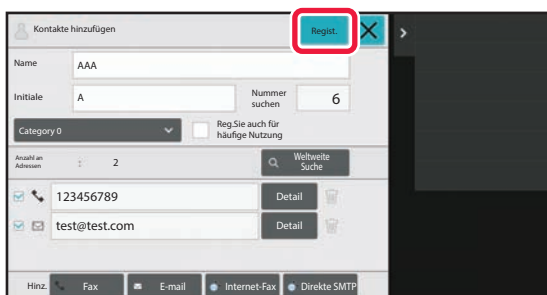 Kontakte hinzufügen
Regist.
Name
AAA
Initiale
A
Nummer
suchen
6
Category 0
Reg.Sie auch für
häufige Nutzung
Anzahl an
Adressen
:
2
Weltweite
Suche
123456789
Detail
test@test.com
Detail
Hinz.
Fax
E-mail
Internet-Fax
Direkte SMTP